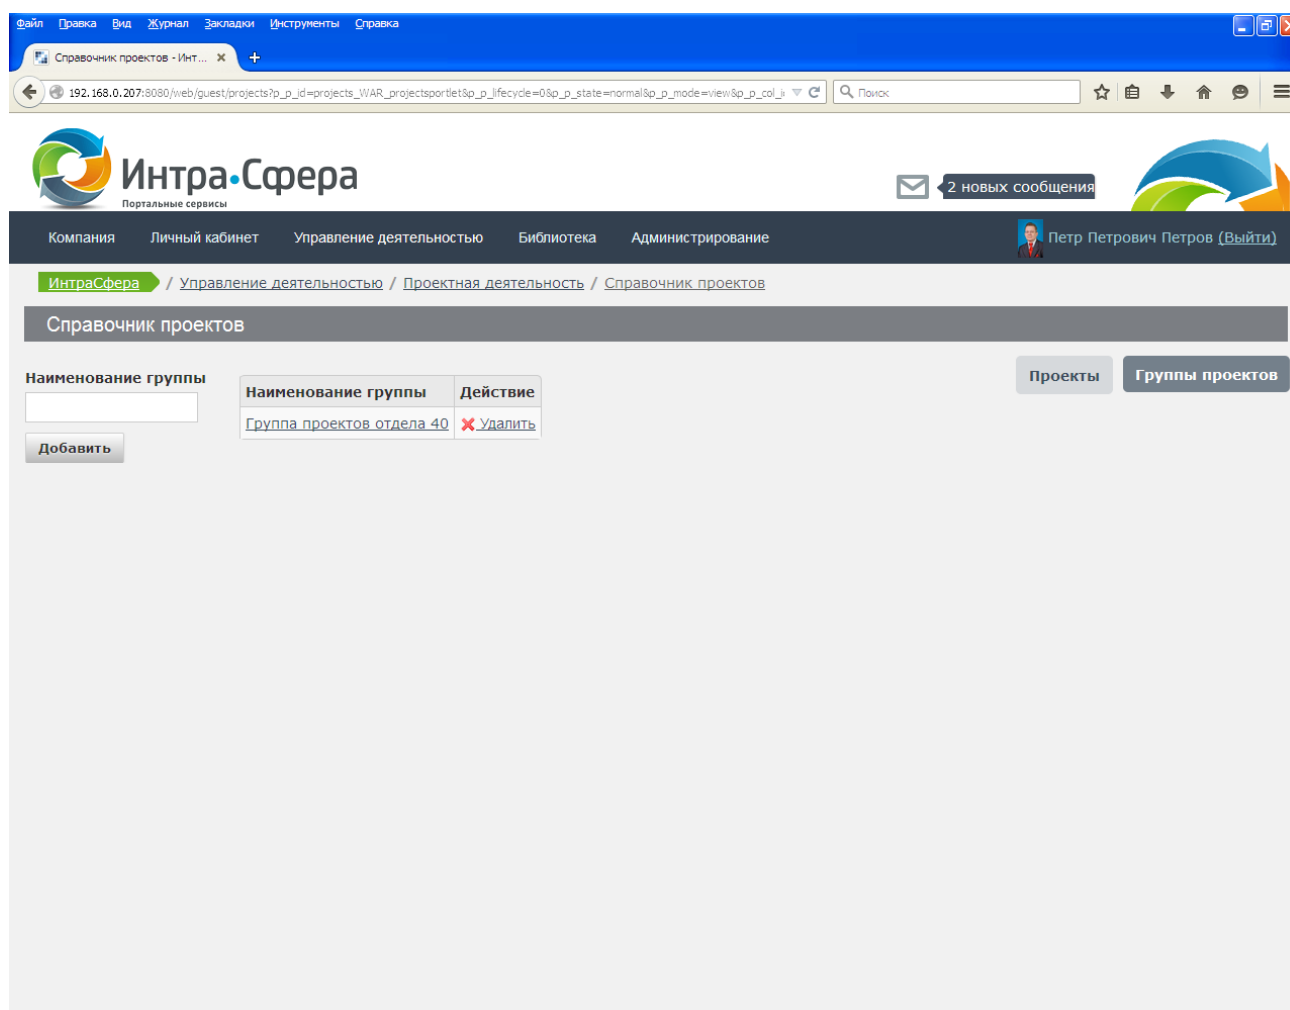 Файл Правка Вид Журнал Закладки Инструменты Справка
Справочник проектов - Инт...
192.168.0.207:8080/web/guest/projects?p_p_id=projects_WAR_projectsportlet&p_p_lifecycle=0&p_p_state=normal&p_p_mode=view&p_p_col_i
Поиск
Интра•Сфера
Портальные сервисы
2 новых сообщения
Компания Личный кабинет Управление деятельностью Библиотека Администрирование Петр Петрович Петров (Выйти)
ИнтраСфера / Управление деятельностью / Проектная деятельность / Справочник проектов
Справочник проектов
Проекты Группы проектов
Наименование группы
Добавить
Наименование группы Действие
Группа проектов отдела 40 Удалить